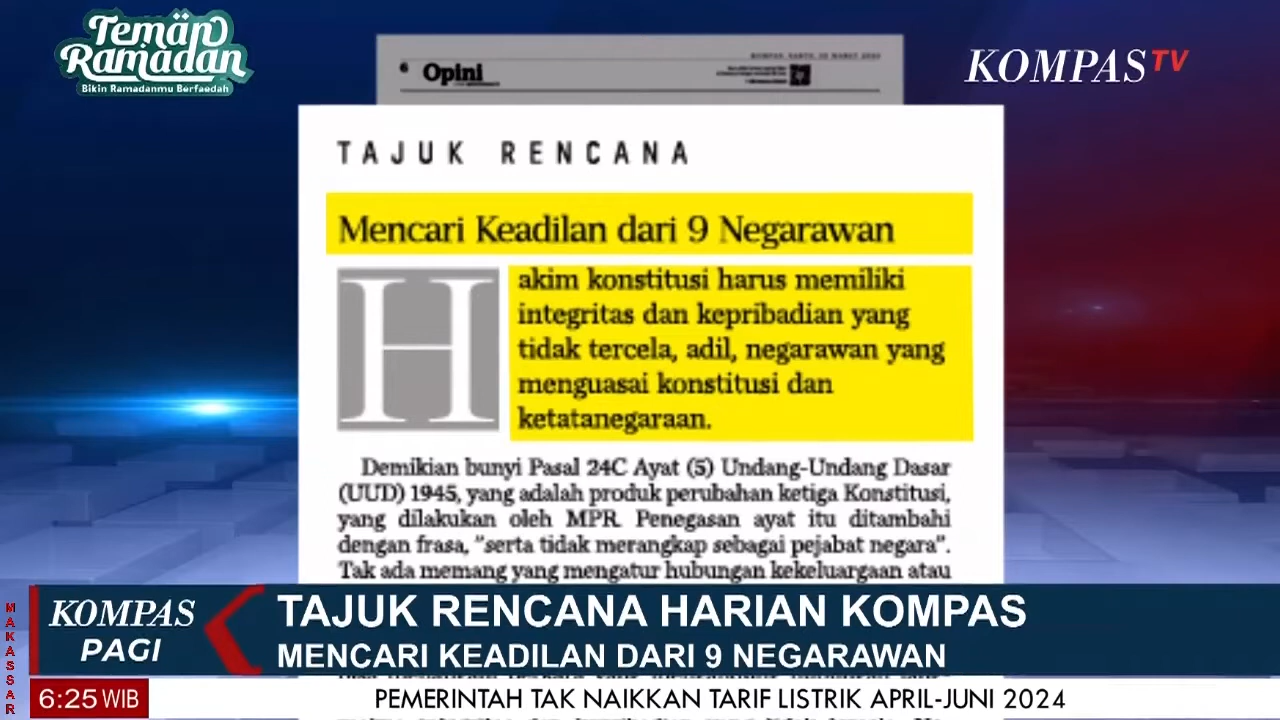 Teman
Ramadan
Bikin Ramadanmu Berfaedah
KOMPAS TV
6
Opini
TAJUK RENCANA
Mencari Keadilan dari 9 Negarawan
Hakim konstitusi harus memiliki
integritas dan kepribadian yang
tidak tercela, adil, negarawan yang
menguasai konstitusi dan
ketatanegaraan.
Demikian bunyi Pasal 24C Ayat (5) Undang-Undang Dasar
(UUD) 1945, yang adalah produk perubahan ketiga Konstitusi,
yang dilakukan oleh MPR. Penegasan ayat itu ditambahi
dengan frasa, "serta tidak merangkap sebagai pejabat negara".
Tak ada memang yang mengatur hubungan kekeluargaan atau
KOMPAS
PAGI
TAJUK RENCANA HARIAN KOMPAS
MENCARI KEADILAN DARI 9 NEGARAWAN
MAKASSAR
6:25 WIB
PEMERINTAH TAK NAIKKAN TARIF LISTRIK APRIL-JUNI 2024